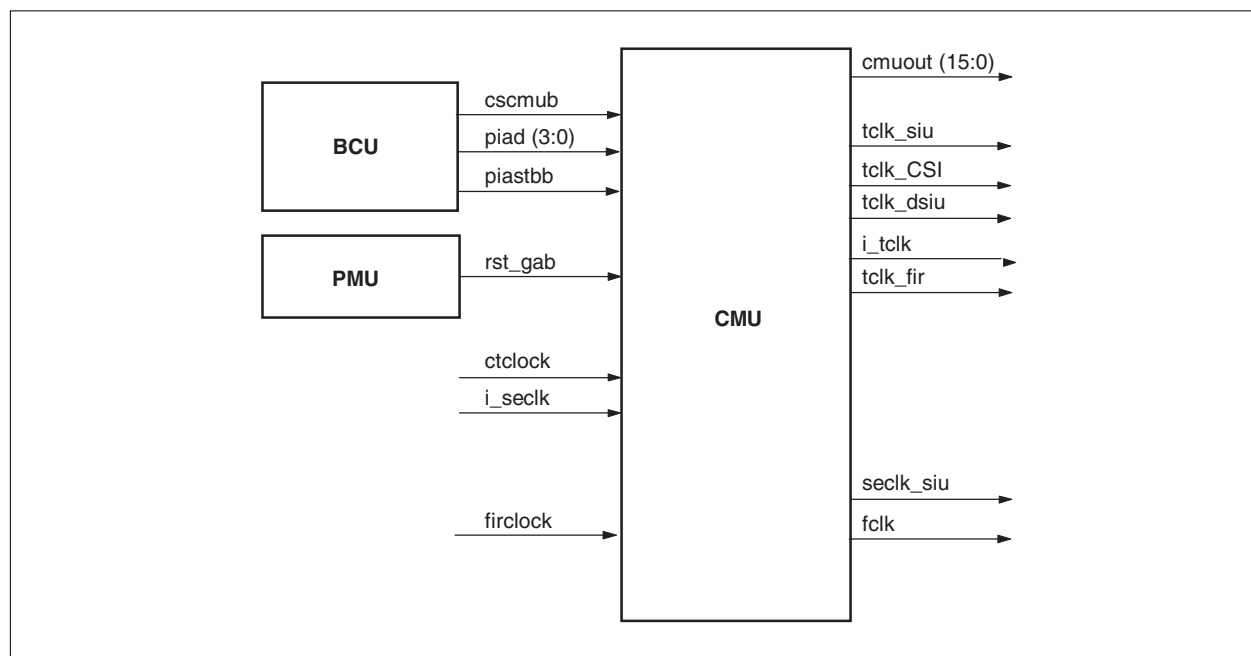 BCU
cscmub
piad (3:0)
piastbb
PMU
rst_gab
ctclock
i_seclk
firclock
CMU
cmuout (15:0)
tclk_siu
tclk_CSI
tclk_dsiu
i_tclk
tclk_fir
seclk_siu
fclk